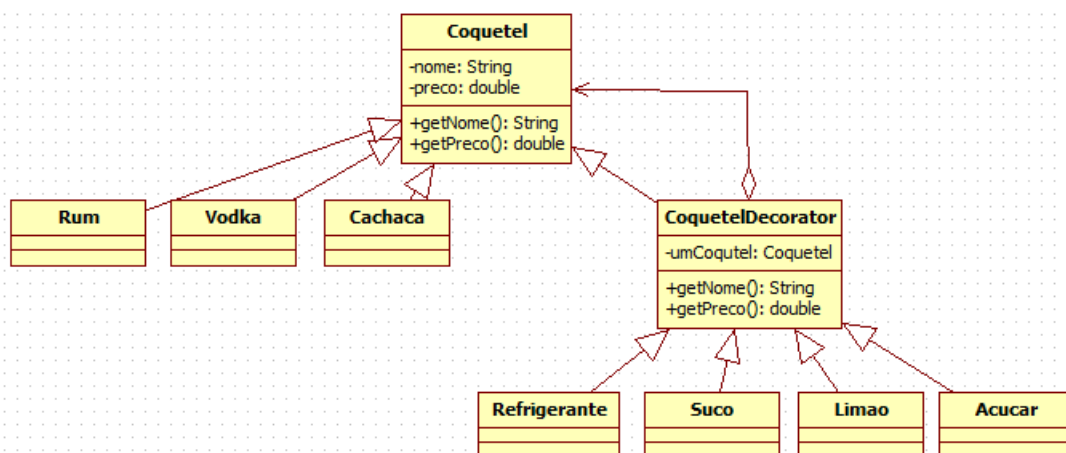 Coquetel
-nome: String
-preco: double
+getNome(): String
+getPreco(): double
Rum
Vodka
Cachaca
CoquetelDecorator
-umCoqutel: Coquetel
+getNome(): String
+getPreco(): double
Refrigerante
Suco
Limao
Acucar